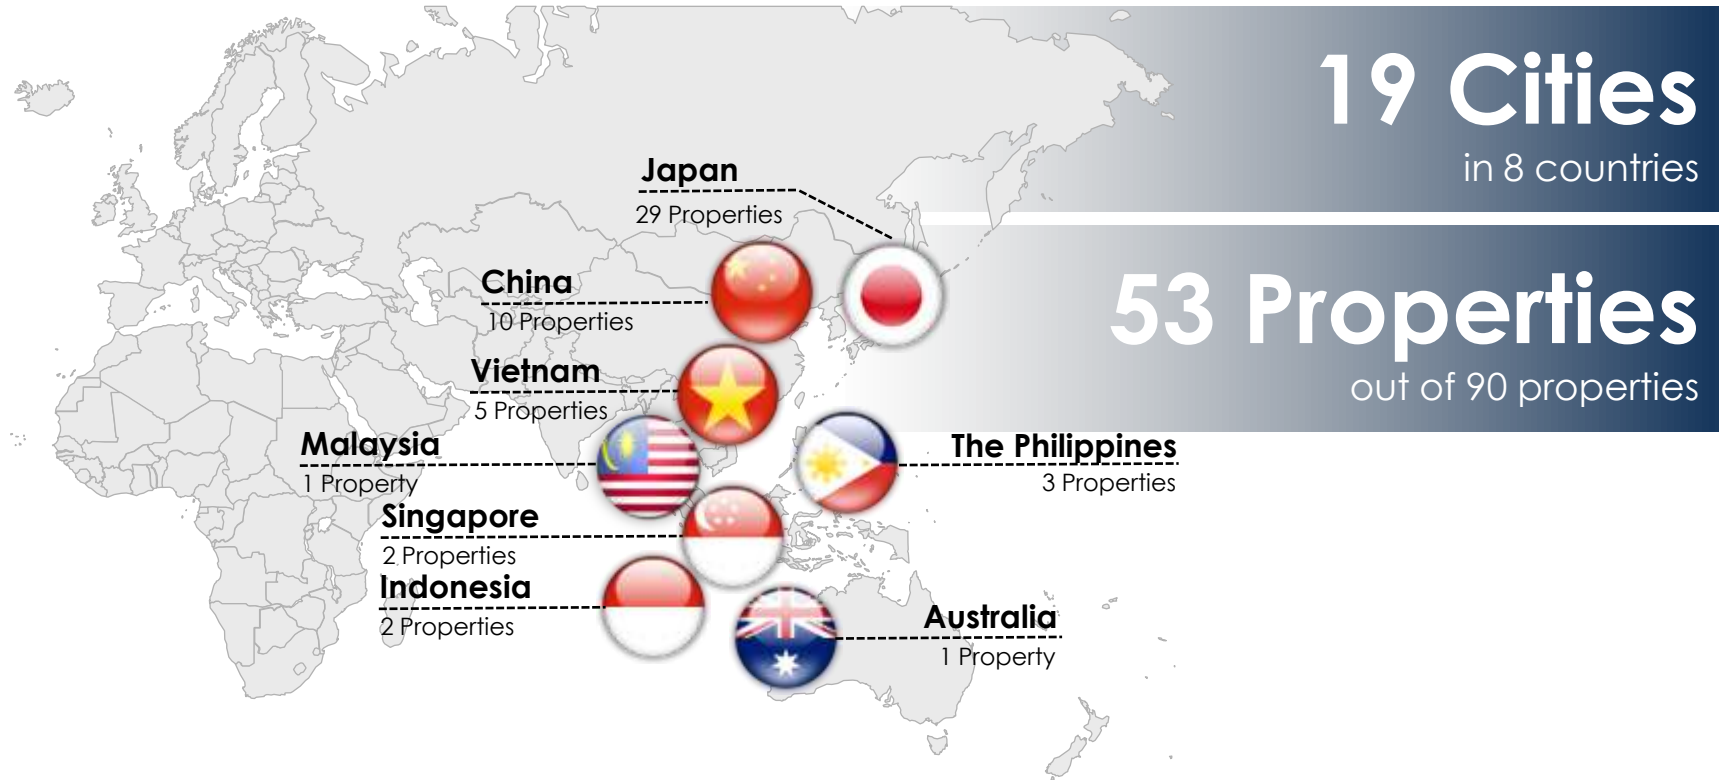 19 Cities
in 8 countries
53 Properties
out of 90 properties
Japan
29 Properties
China
10 Properties
Vietnam
5 Properties
Malaysia
1 Property
The Philippines
3 Properties
Singapore
2 Properties
Indonesia
2 Properties
Australia
1 Property